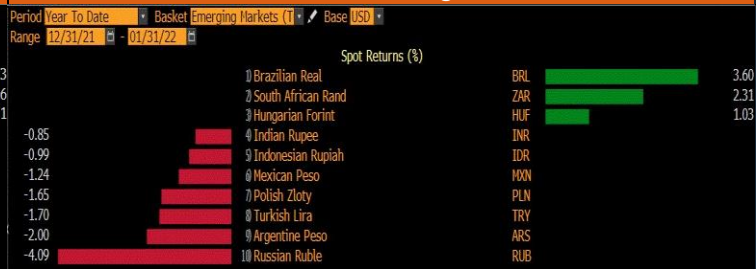 Period Year To Date Basket Emerging Markets (T Base USD
Range 12/31/21 - 01/31/22
Spot Returns (%)
3 1) Brazilian Real BRL 3.60
6 2) South African Rand ZAR 2.31
1 3) Hungarian Forint HUF 1.03
-0.85 4) Indian Rupee INR
-0.99 5) Indonesian Rupiah IDR
-1.24 6) Mexican Peso MXN
-1.65 7) Polish Zloty PLN
-1.70 8) Turkish Lira TRY
-2.00 9) Argentine Peso ARS
-4.09 10) Russian Ruble RUB